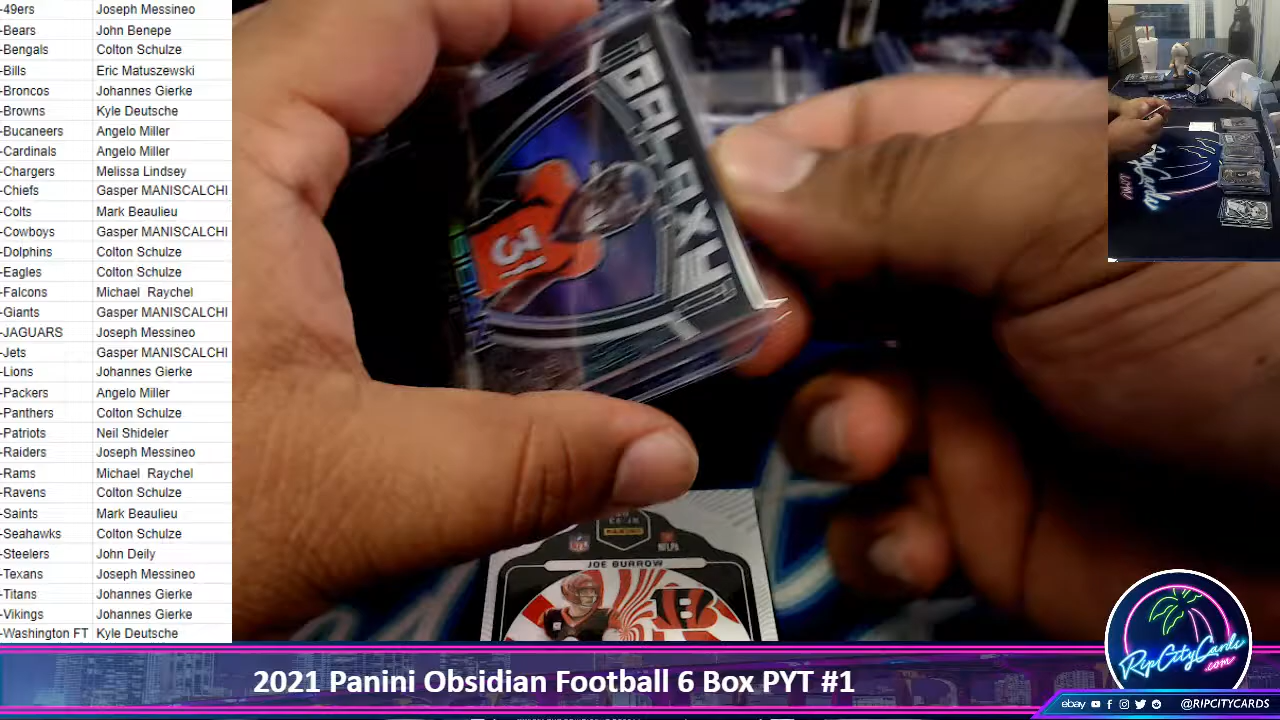 -49ers Joseph Messineo
-Bears John Benepe
-Bengals Colton Schulze
-Bills Eric Matuszewski
-Broncos Johannes Gierke
-Browns Kyle Deutsche
-Bucaneers Angelo Miller
-Cardinals Angelo Miller
-Chargers Melissa Lindsey
-Chiefs Gasper MANISCALCHI
-Colts Mark Beaulieu
-Cowboys Gasper MANISCALCHI
-Dolphins Colton Schulze
-Eagles Colton Schulze
-Falcons Michael Raychel
-Giants Gasper MANISCALCHI
-JAGUARS Joseph Messineo
-Jets Gasper MANISCALCHI
-Lions Johannes Gierke
-Packers Angelo Miller
-Panthers Colton Schulze
-Patriots Neil Shideler
-Raiders Joseph Messineo
-Rams Michael Raychel
-Ravens Colton Schulze
-Saints Mark Beaulieu
-Seahawks Colton Schulze
-Steelers John Deily
-Texans Joseph Messineo
-Titans Johannes Gierke
-Vikings Johannes Gierke
-Washington FT Kyle Deutsche
GALAXY
31
JOE BURROW
RipCityCards
.com
2021 Panini Obsidian Football 6 Box PYT #1
ebay @RIPCITYCARDS